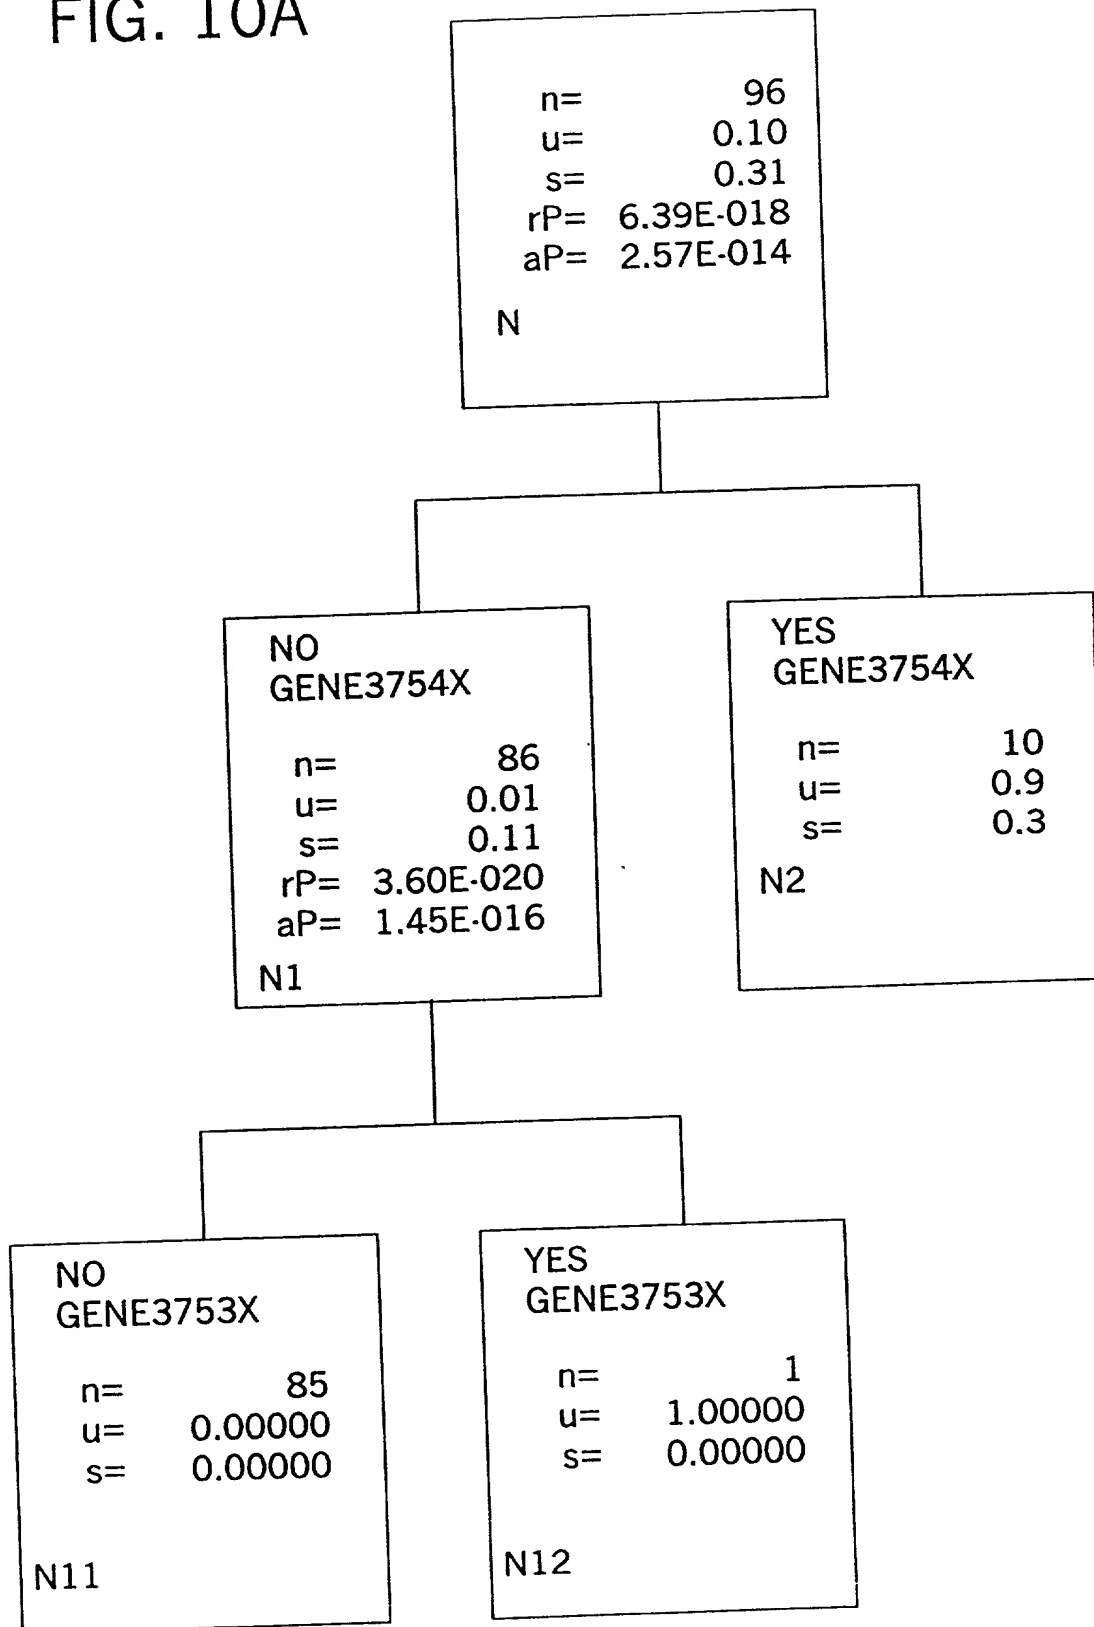 FIG. 10A
n= 96
u= 0.10
s= 0.31
rP= 6.39E-018
aP= 2.57E-014
N
NO
GENE3754X
n= 86
u= 0.01
s= 0.11
rP= 3.60E-020
aP= 1.45E-016
N1
YES
GENE3754X
n= 10
u= 0.9
s= 0.3
N2
NO
GENE3753X
n= 85
u= 0.00000
s= 0.00000
N11
YES
GENE3753X
n= 1
u= 1.00000
s= 0.00000
N12